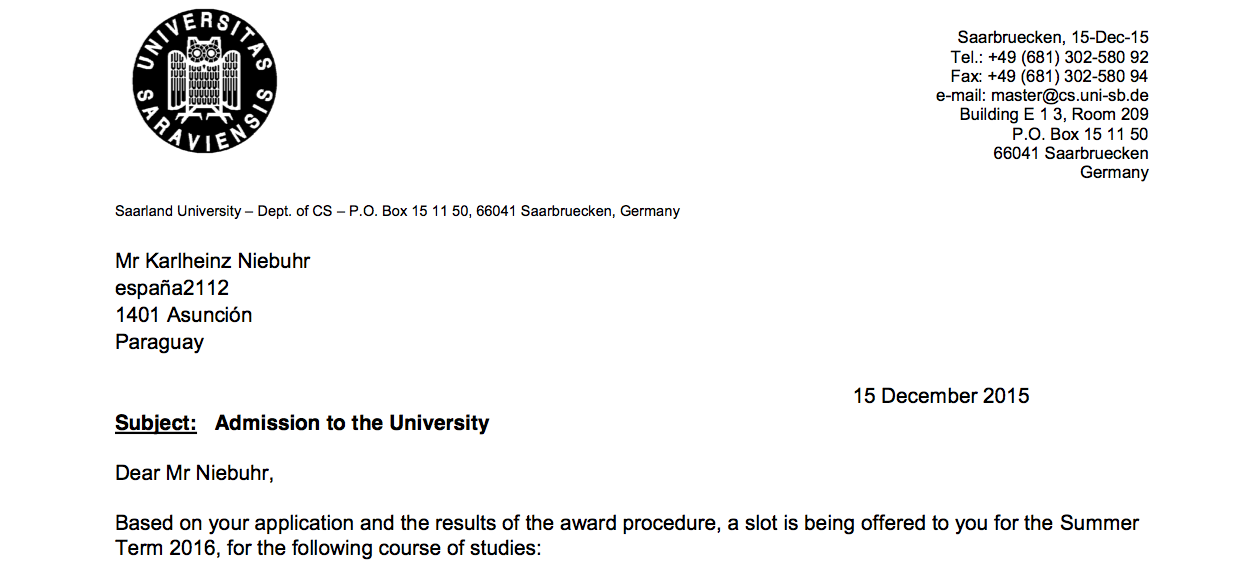 UNIVERSITAS SARAVIENSIS
Saarbruecken, 15-Dec-15
Tel.: +49 (681) 302-580 92
Fax: +49 (681) 302-580 94
e-mail: master@cs.uni-sb.de
Building E 1 3, Room 209
P.O. Box 15 11 50
66041 Saarbruecken
Germany
Saarland University – Dept. of CS – P.O. Box 15 11 50, 66041 Saarbruecken, Germany
Mr Karlheinz Niebuhr
españa2112
1401 Asunción
Paraguay
15 December 2015
Subject: Admission to the University
Dear Mr Niebuhr,
Based on your application and the results of the award procedure, a slot is being offered to you for the Summer
Term 2016, for the following course of studies: